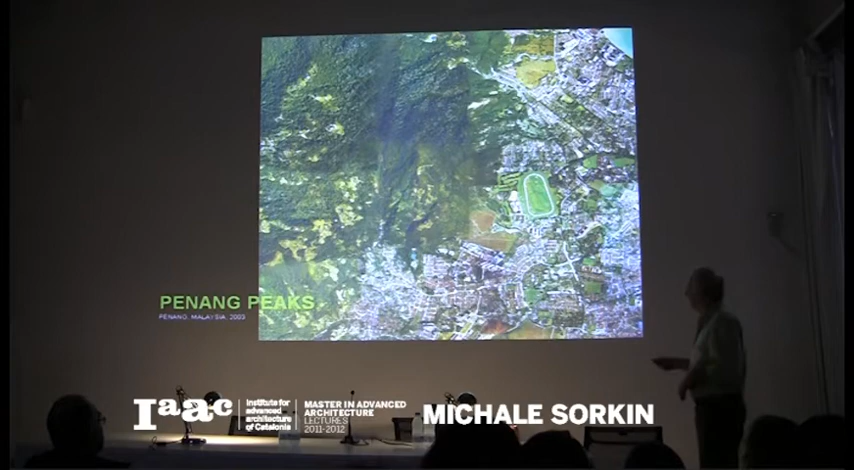 PENANG PEAKS
PENANG, MALAYSIA, 2003
Iaac
Institute for
advanced
architecture
of Catalonia
MASTER IN ADVANCED
ARCHITECTURE
LECTURES
2011-2012
MICHALE SORKIN